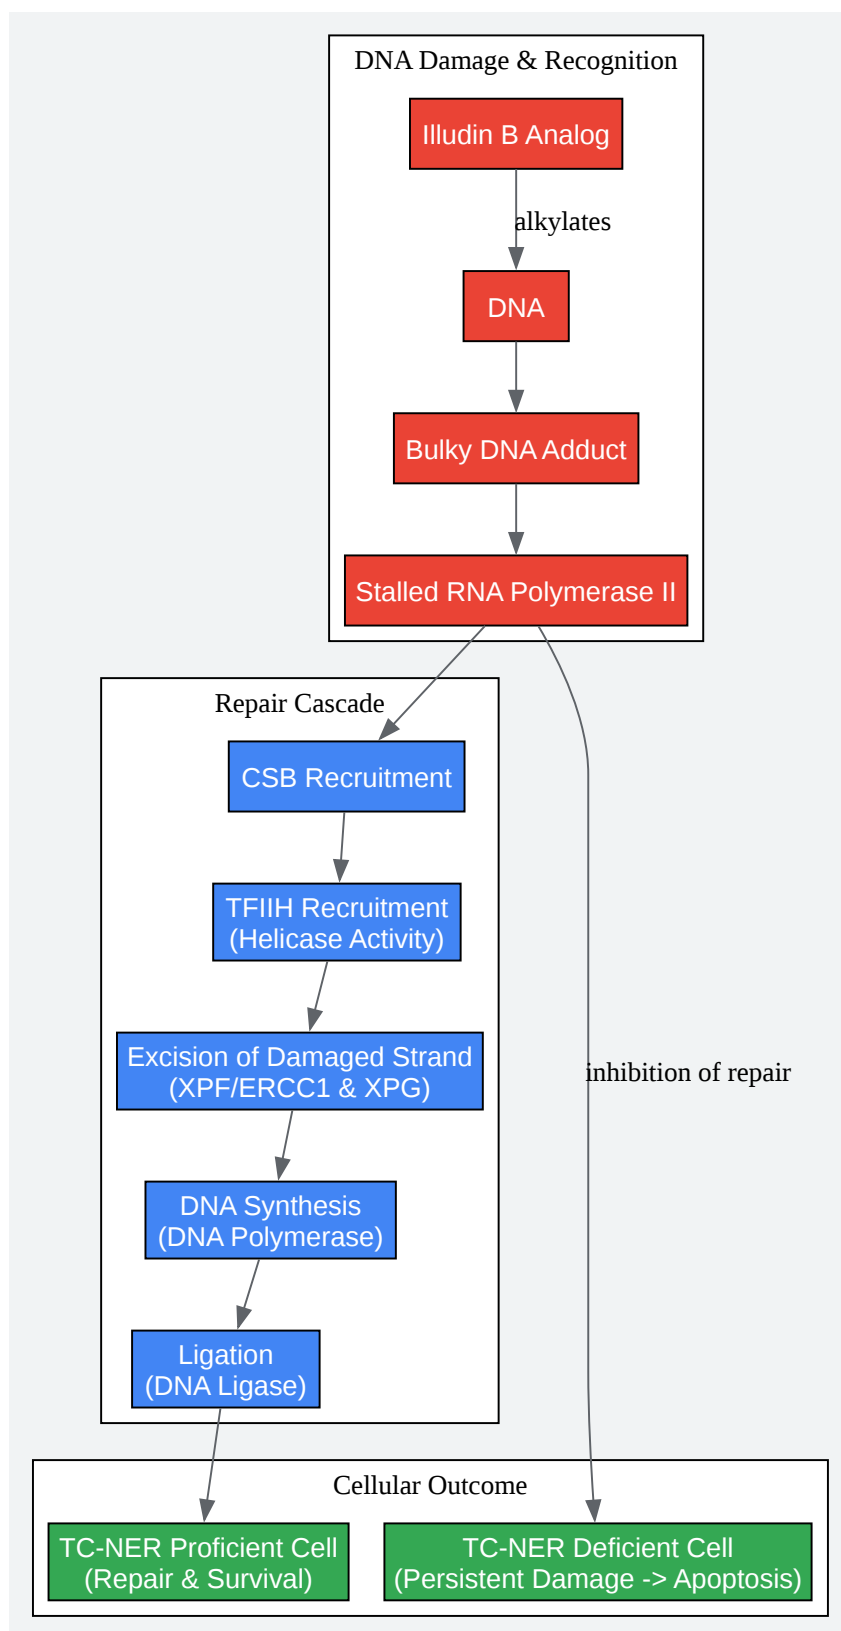 DNA Damage & Recognition
Illudin B Analog
alkylates
DNA
Bulky DNA Adduct
Stalled RNA Polymerase II
Repair Cascade
CSB Recruitment
TFIIH Recruitment
(Helicase Activity)
Excision of Damaged Strand
(XPF/ERCC1 & XPG)
inhibition of repair
DNA Synthesis
(DNA Polymerase)
Ligation
(DNA Ligase)
Cellular Outcome
TC-NER Proficient Cell
(Repair & Survival)
TC-NER Deficient Cell
(Persistent Damage -> Apoptosis)